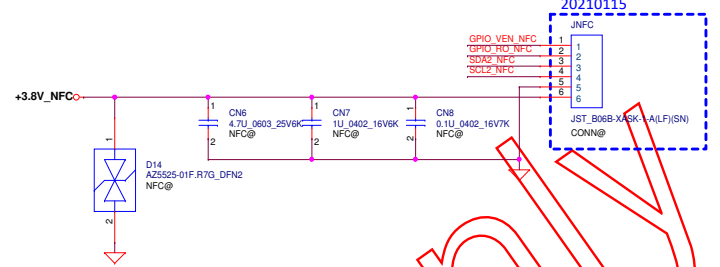 20210115
JNFC
GPIO_VEN_NFC 1 1
GPIO_RO_NFC 2 2
SDA2_NFC 3 3
SCL2_NFC 4 4
5 5
6 6
+3.8V_NFC
JST_B06B-XASK-1-A(LF)(SN)
CONN@
1 1 1
CN6 CN7 CN8
4.7U_0603_25V6K 1U_0402_16V6K 0.1U_0402_16V7K
NFC@ NFC@ NFC@
2 2 2
1
D14
AZ5525-01F.R7G_DFN2
NFC@
2